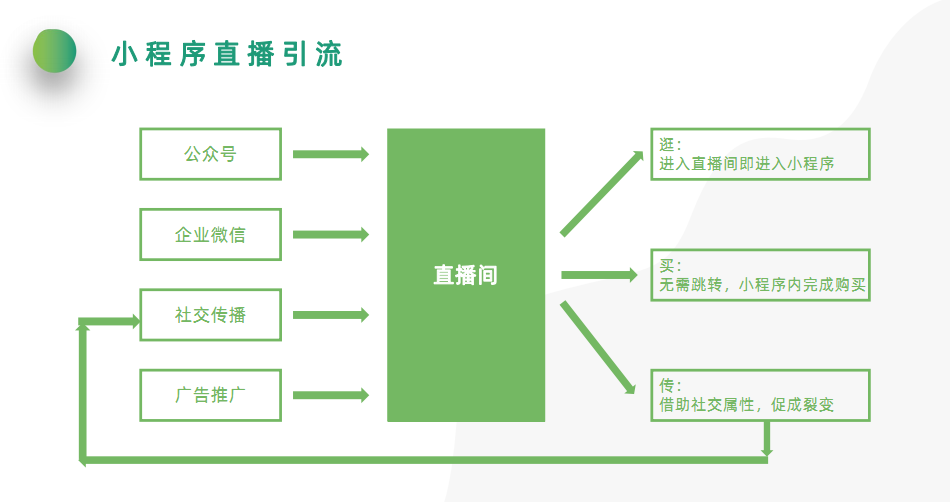 小程序直播引流
公众号
企业微信
社交传播
广告推广
直播间
逛：
进入直播间即进入小程序
买：
无需跳转，小程序内完成购买
传：
借助社交属性，促成裂变